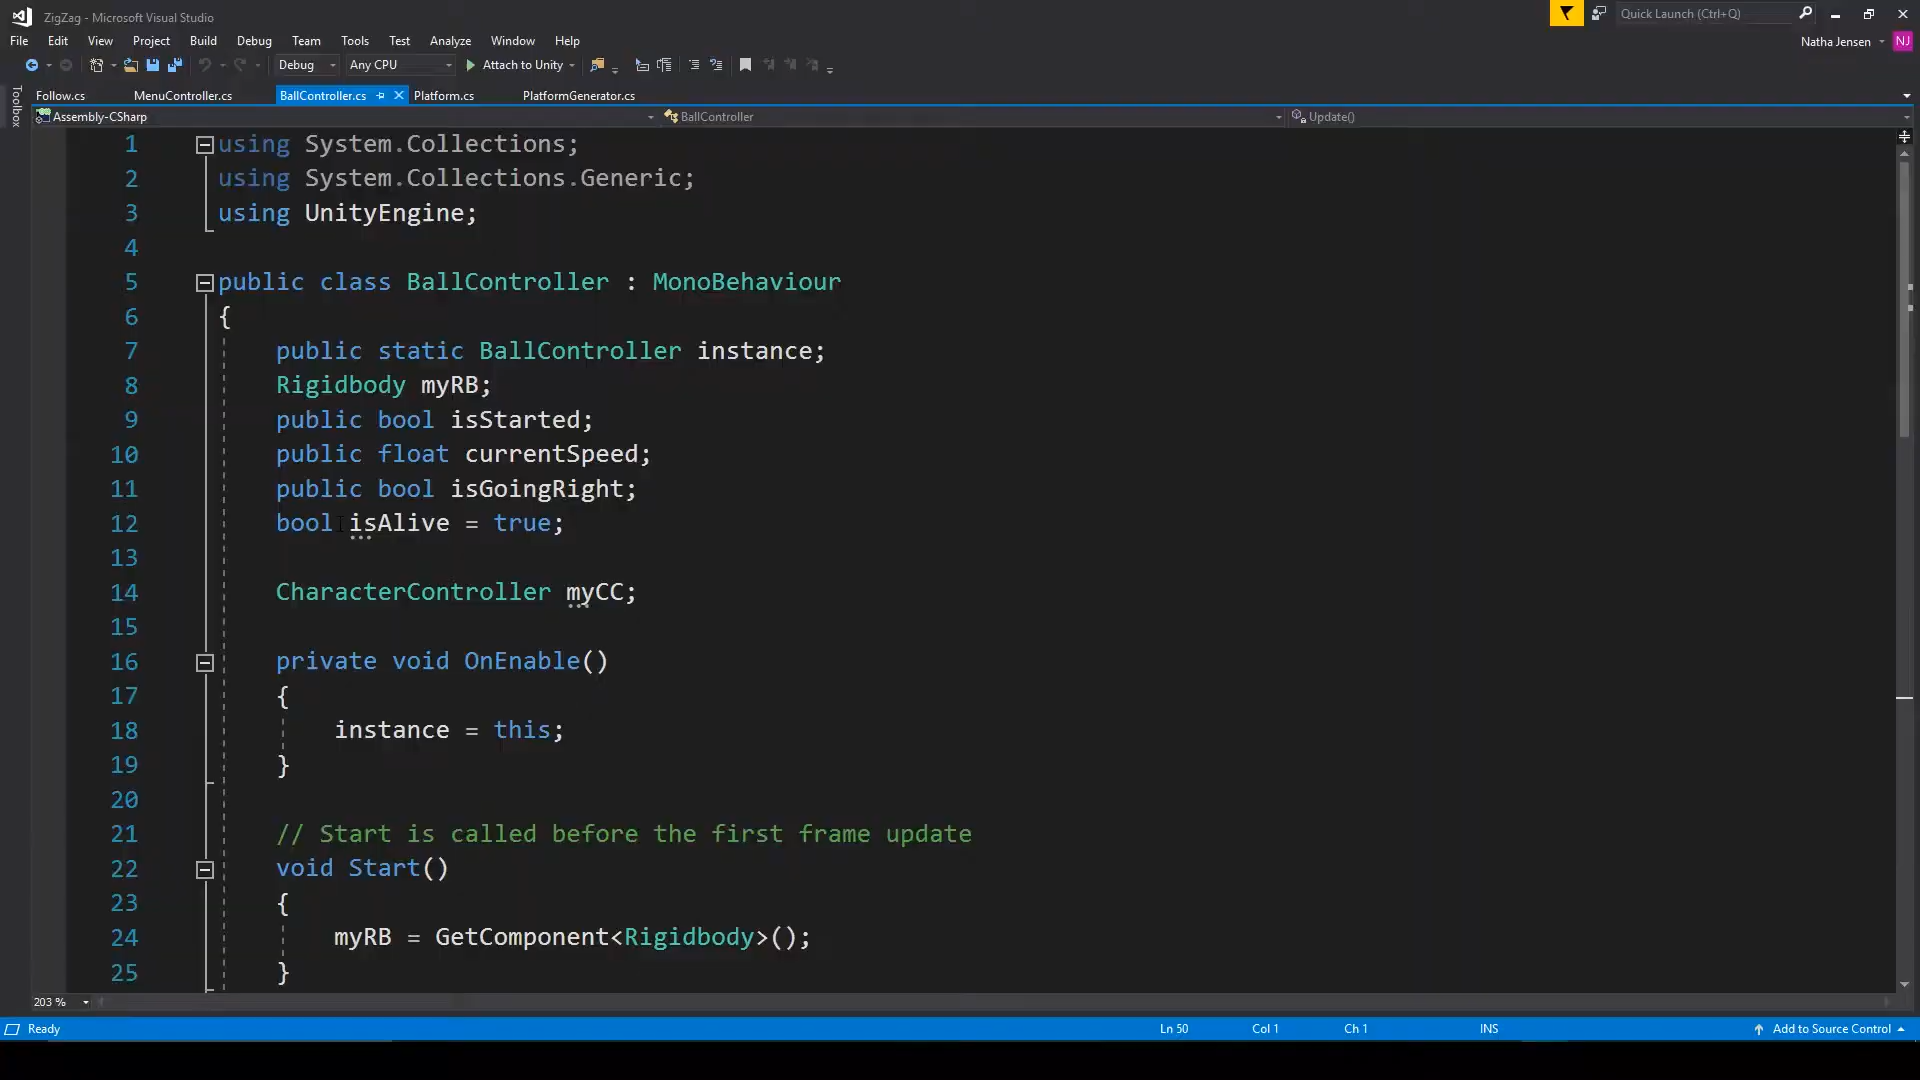 ZigZag - Microsoft Visual Studio
Quick Launch (Ctrl+Q)
File Edit View Project Build Debug Team Tools Test Analyze Window Help
Natha Jensen NJ
Debug Any CPU Attach to Unity
Toolbox
Follow.cs MenuController.cs BallController.cs Platform.cs PlatformGenerator.cs
Assembly-CSharp BallController Update()
1 using System.Collections;
2 using System.Collections.Generic;
3 using UnityEngine;
4
5 public class BallController : MonoBehaviour
6 {
7 public static BallController instance;
8 Rigidbody myRB;
9 public bool isStarted;
10 public float currentSpeed;
11 public bool isGoingRight;
12 bool isAlive = true;
13
14 CharacterController myCC;
15
16 private void OnEnable()
17 {
18 instance = this;
19 }
20
21 // Start is called before the first frame update
22 void Start()
23 {
24 myRB = GetComponent<Rigidbody>();
25 }
203 %
Ready Ln 50 Col 1 Ch 1 INS Add to Source Control